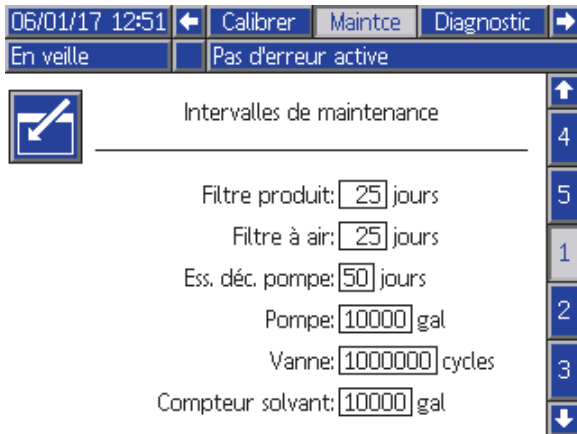 06/01/17 12:51 Calibrer Maintce Diagnostic
En veille Pas d'erreur active
Intervalles de maintenance
4
Filtre produit: 25 jours
5
Filtre à air: 25 jours
1
Ess. déc. pompe: 50 jours
Pompe: 10000 gal
2
Vanne: 1000000 cycles
3
Compteur solvant: 10000 gal